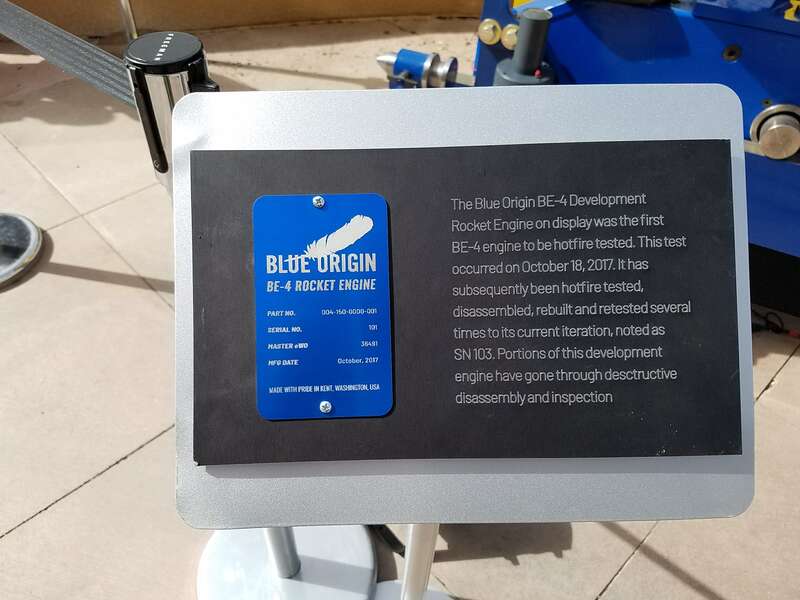 FREEMAN
BLUE ORIGIN
BE-4 ROCKET ENGINE
PART NO. 004-150-0000-001
SERIAL NO. 101
MASTER eWO 36491
MFG DATE October, 2017
MADE WITH PRIDE IN KENT, WASHINGTON, USA
The Blue Origin BE-4 Development
Rocket Engine on display was the first
BE-4 engine to be hotfire tested. This test
occurred on October 18, 2017. It has
subsequently been hotfire tested,
disassembled, rebuilt and retested several
times to its current iteration, noted as
SN 103. Portions of this development
engine have gone through desctructive
disassembly and inspection